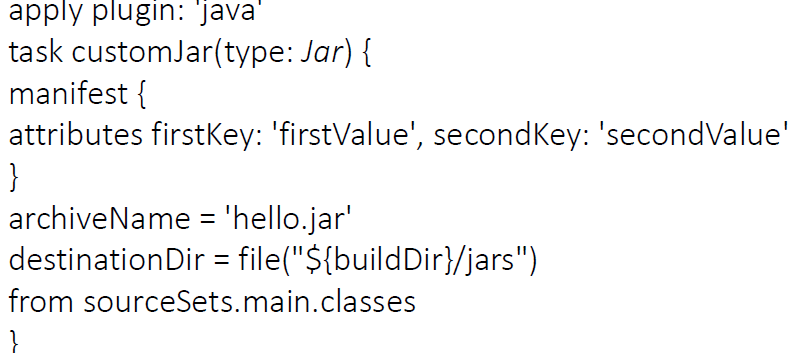 apply plugin: 'java'
task customJar(type: Jar) {
manifest {
attributes firstKey: 'firstValue', secondKey: 'secondValue'
}
archiveName = 'hello.jar'
destinationDir = file("${buildDir}/jars")
from sourceSets.main.classes
}